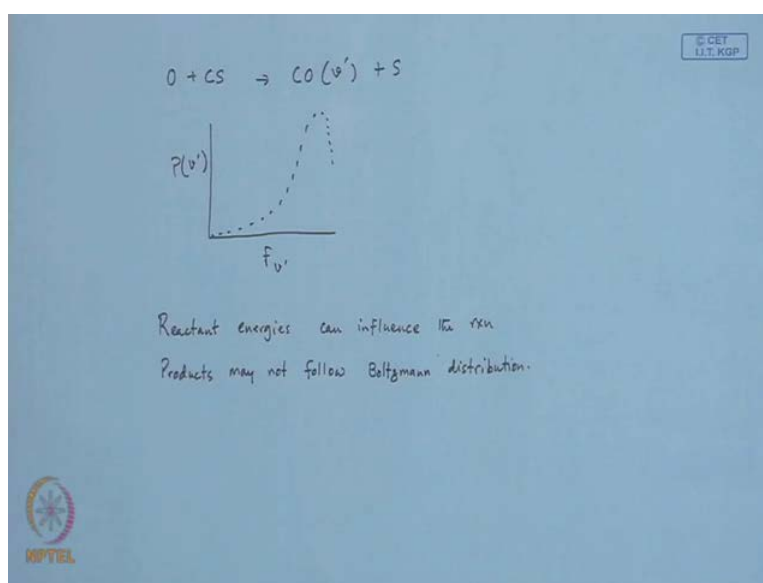 © CET
I.I.T. KGP
O + CS → CO(v') + S
P(v')
f_v'
Reactant energies can influence the rxn
Products may not follow Boltzmann distribution.
NPTEL